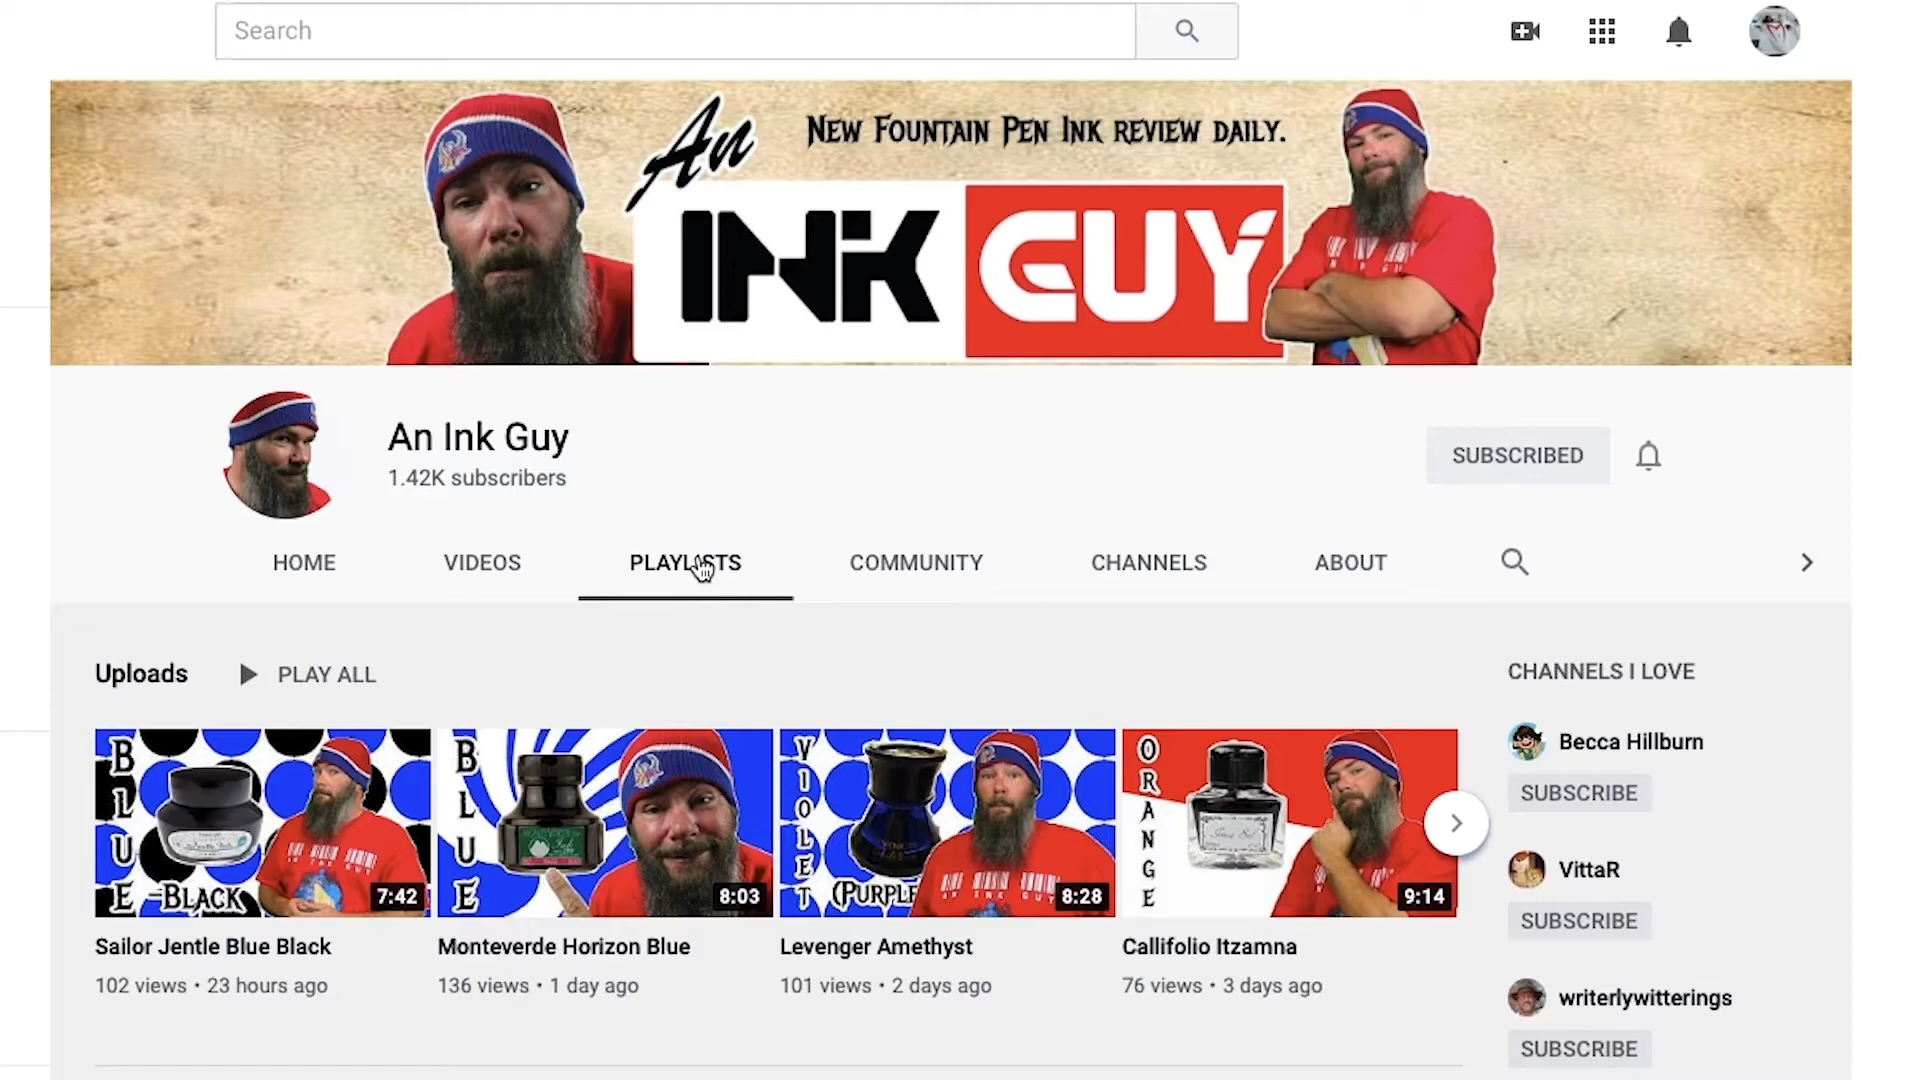 Search
An
NEW FOUNTAIN PEN INK REVIEW DAILY.
INK GUY
An Ink Guy
1.42K subscribers
SUBSCRIBED
HOME
VIDEOS
PLAYLISTS
COMMUNITY
CHANNELS
ABOUT
Uploads
PLAY ALL
BLUE
-BLACK
7:42
BLUE
8:03
VIOLET
(PURPLE
8:28
ORANGE
9:14
Sailor Jentle Blue Black
102 views • 23 hours ago
Monteverde Horizon Blue
136 views • 1 day ago
Levenger Amethyst
101 views • 2 days ago
Callifolio Itzamna
76 views • 3 days ago
CHANNELS I LOVE
Becca Hillburn
SUBSCRIBE
VittaR
SUBSCRIBE
writerlywitterings
SUBSCRIBE